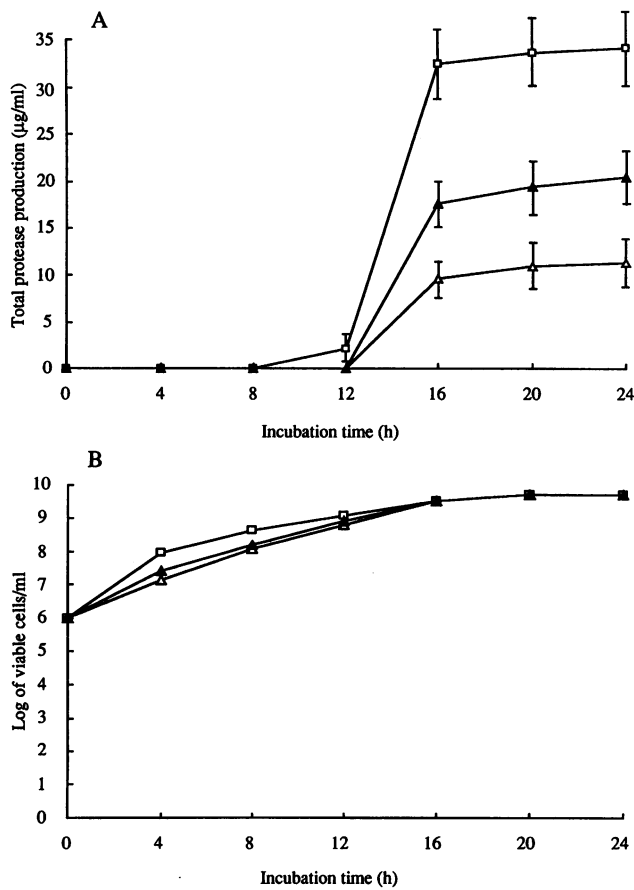 A
Total protease production (µg/ml)
35
30
25
20
15
10
5
0
0 4 8 12 16 20 24
Incubation time (h)
B
Log of viable cells/ml
10
9
8
7
6
5
4
3
2
1
0
0 4 8 12 16 20 24
Incubation time (h)